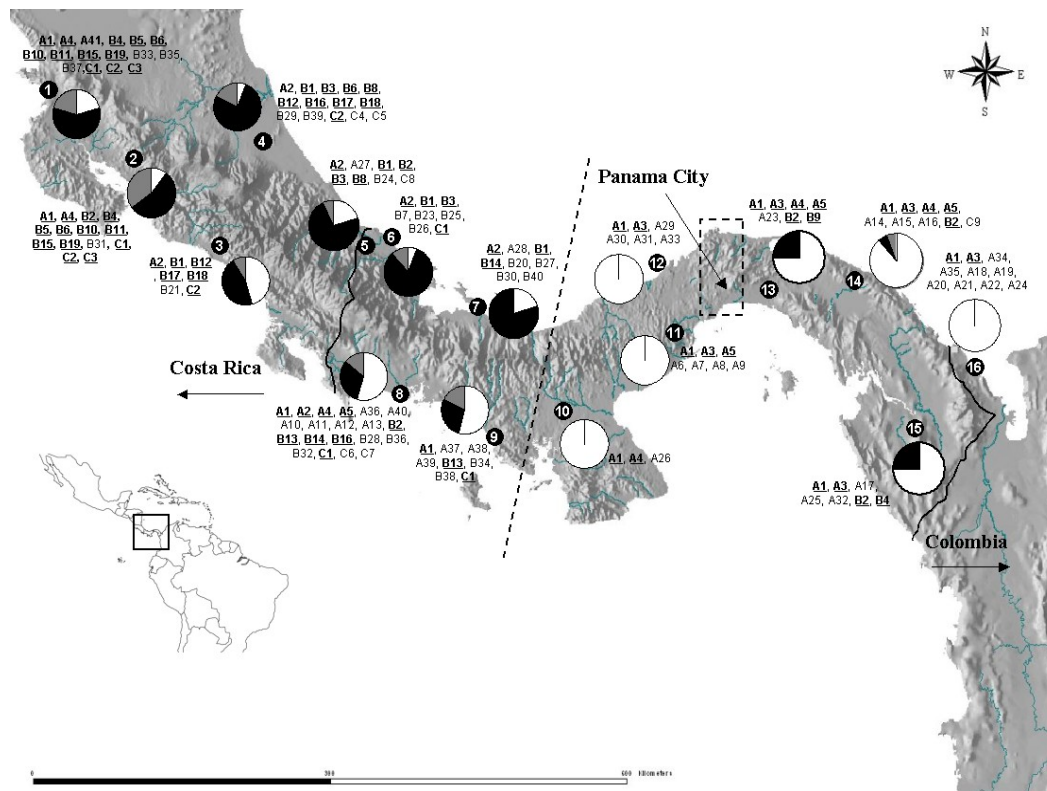 N
W E
S
A1, A4, A41, B4, B5, B6,
B10, B11, B15, B19, B33, B35,
B37, C1, C2, C3
1
A2, B1, B3, B6, B8,
B12, B16, B17, B18,
B29, B39, C2, C4, C5
4
2
A1, A4, B2, B4,
B5, B6, B10, B11,
B15, B19, B31, C1,
C2, C3
3
A2, B1, B12
B17, B18
B21, C2
A2, A27, B1, B2,
B3, B8, B24, C8
5
6
A2, B1, B3,
B7, B23, B25,
B26, C1
A2, A28, B1,
B14, B20, B27,
B30, B40
7
Panama City
A1, A3, A29
A30, A31, A33
12
A1, A3, A4, A5
A23, B2, B9
13
A1, A3, A4, A5,
A14, A15, A16,
B2, C9
14
A1, A3, A34,
A35, A18, A19,
A20, A21, A22, A24
16
11
A1, A3, A5
A6, A7, A8, A9
Costa Rica
8
A1, A2, A4, A5, A36, A40,
A10, A11, A12, A13, B2,
B13, B14, B16, B28, B36,
B32, C1, C6, C7
9
A1, A37, A38,
A39, B13, B34,
B38, C1
10
A1, A4, A26
15
A1, A3, A17,
A25, A32, B2, B4
Colombia
0 300 600 Kilometers